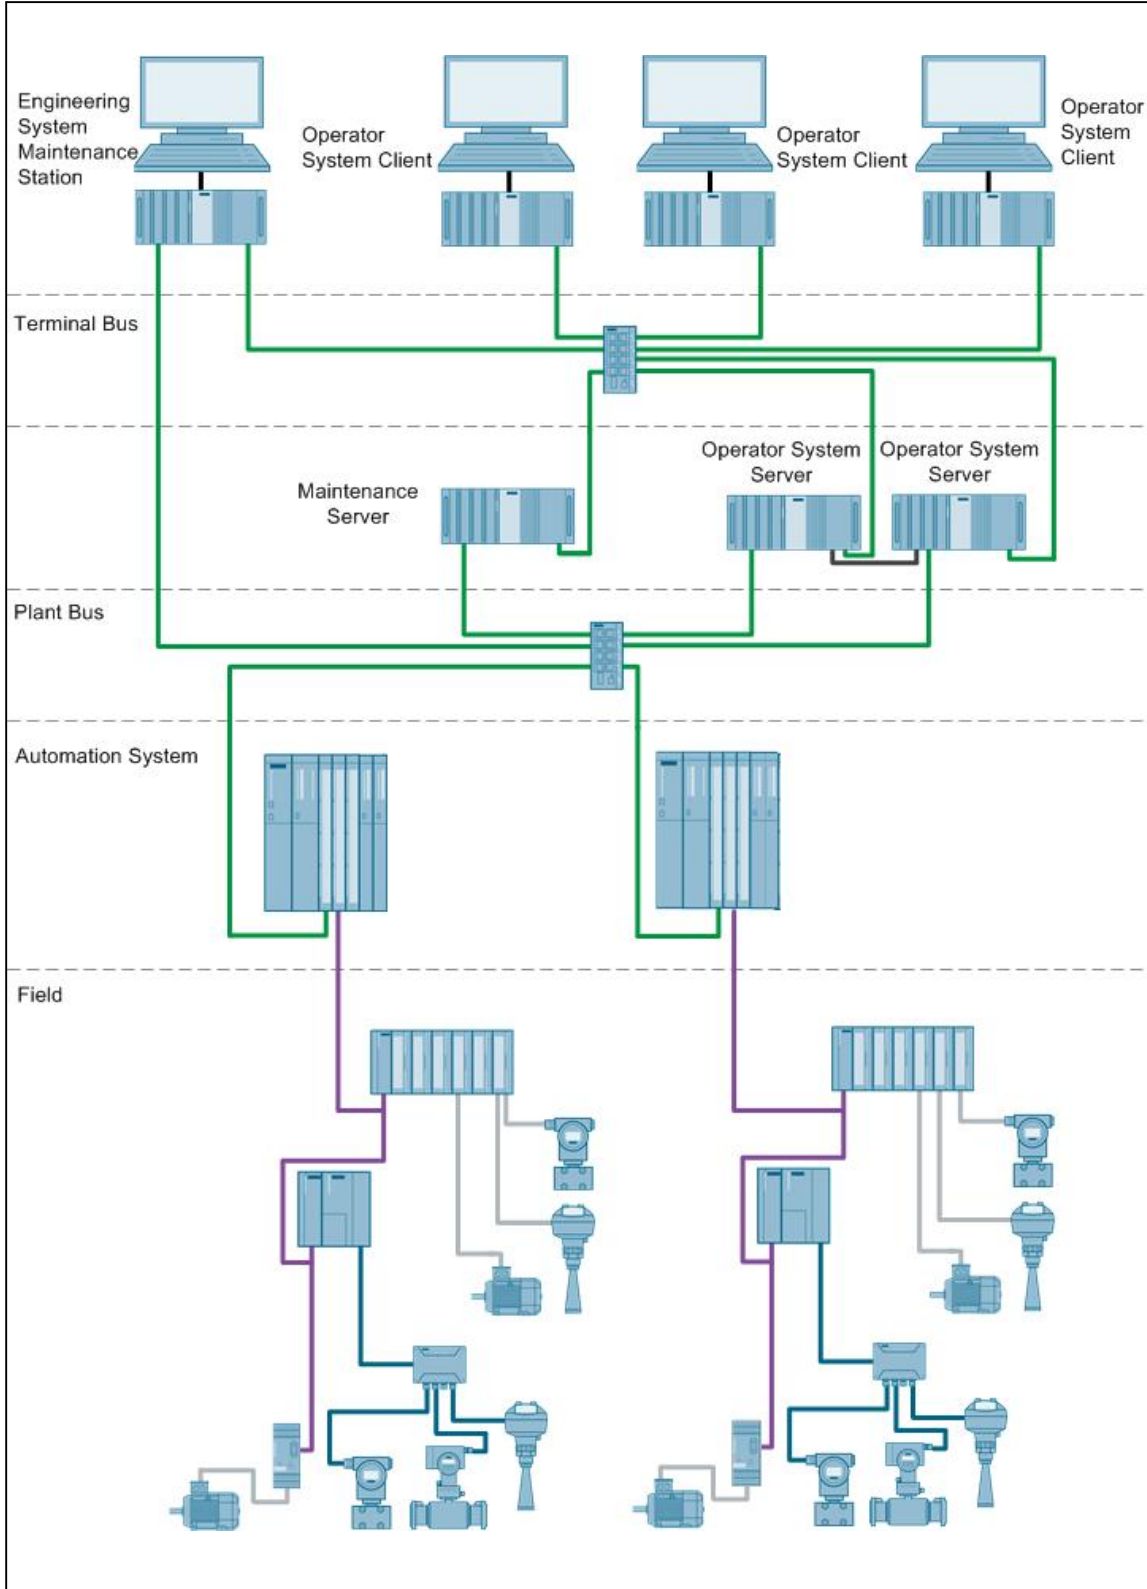 Engineering
System
Maintenance
Station
Operator
System Client
Operator
System Client
Operator
System
Client
Terminal Bus
Operator System
Server
Operator System
Server
Maintenance
Server
Plant Bus
Automation System
Field